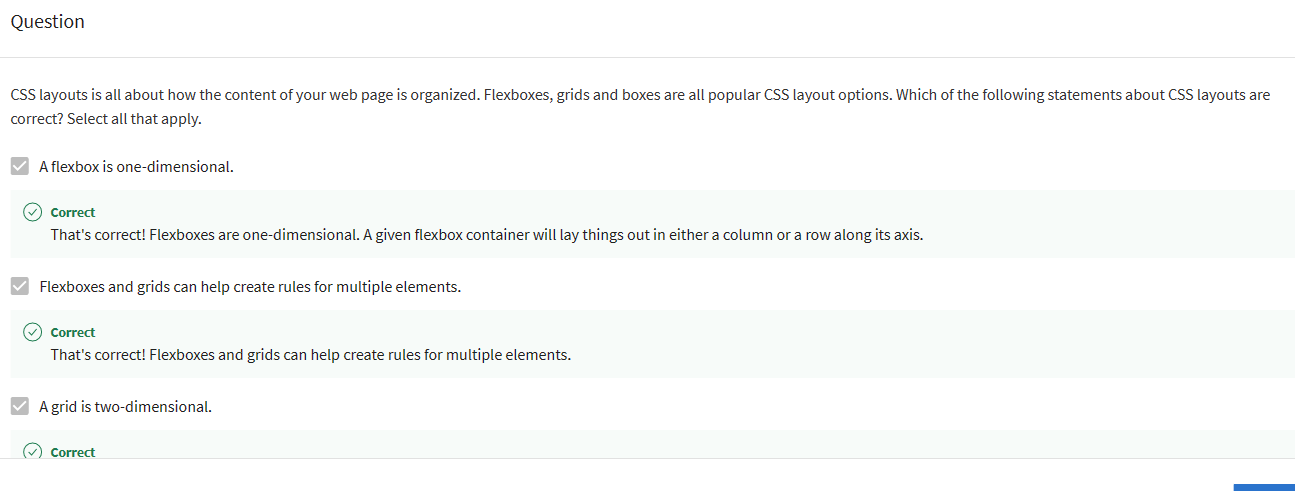 Question
CSS layouts is all about how the content of your web page is organized. Flexboxes, grids and boxes are all popular CSS layout options. Which of the following statements about CSS layouts are
correct? Select all that apply.
A flexbox is one-dimensional.
Correct
That's correct! Flexboxes are one-dimensional. A given flexbox container will lay things out in either a column or a row along its axis.
Flexboxes and grids can help create rules for multiple elements.
Correct
That's correct! Flexboxes and grids can help create rules for multiple elements.
A grid is two-dimensional.
Correct